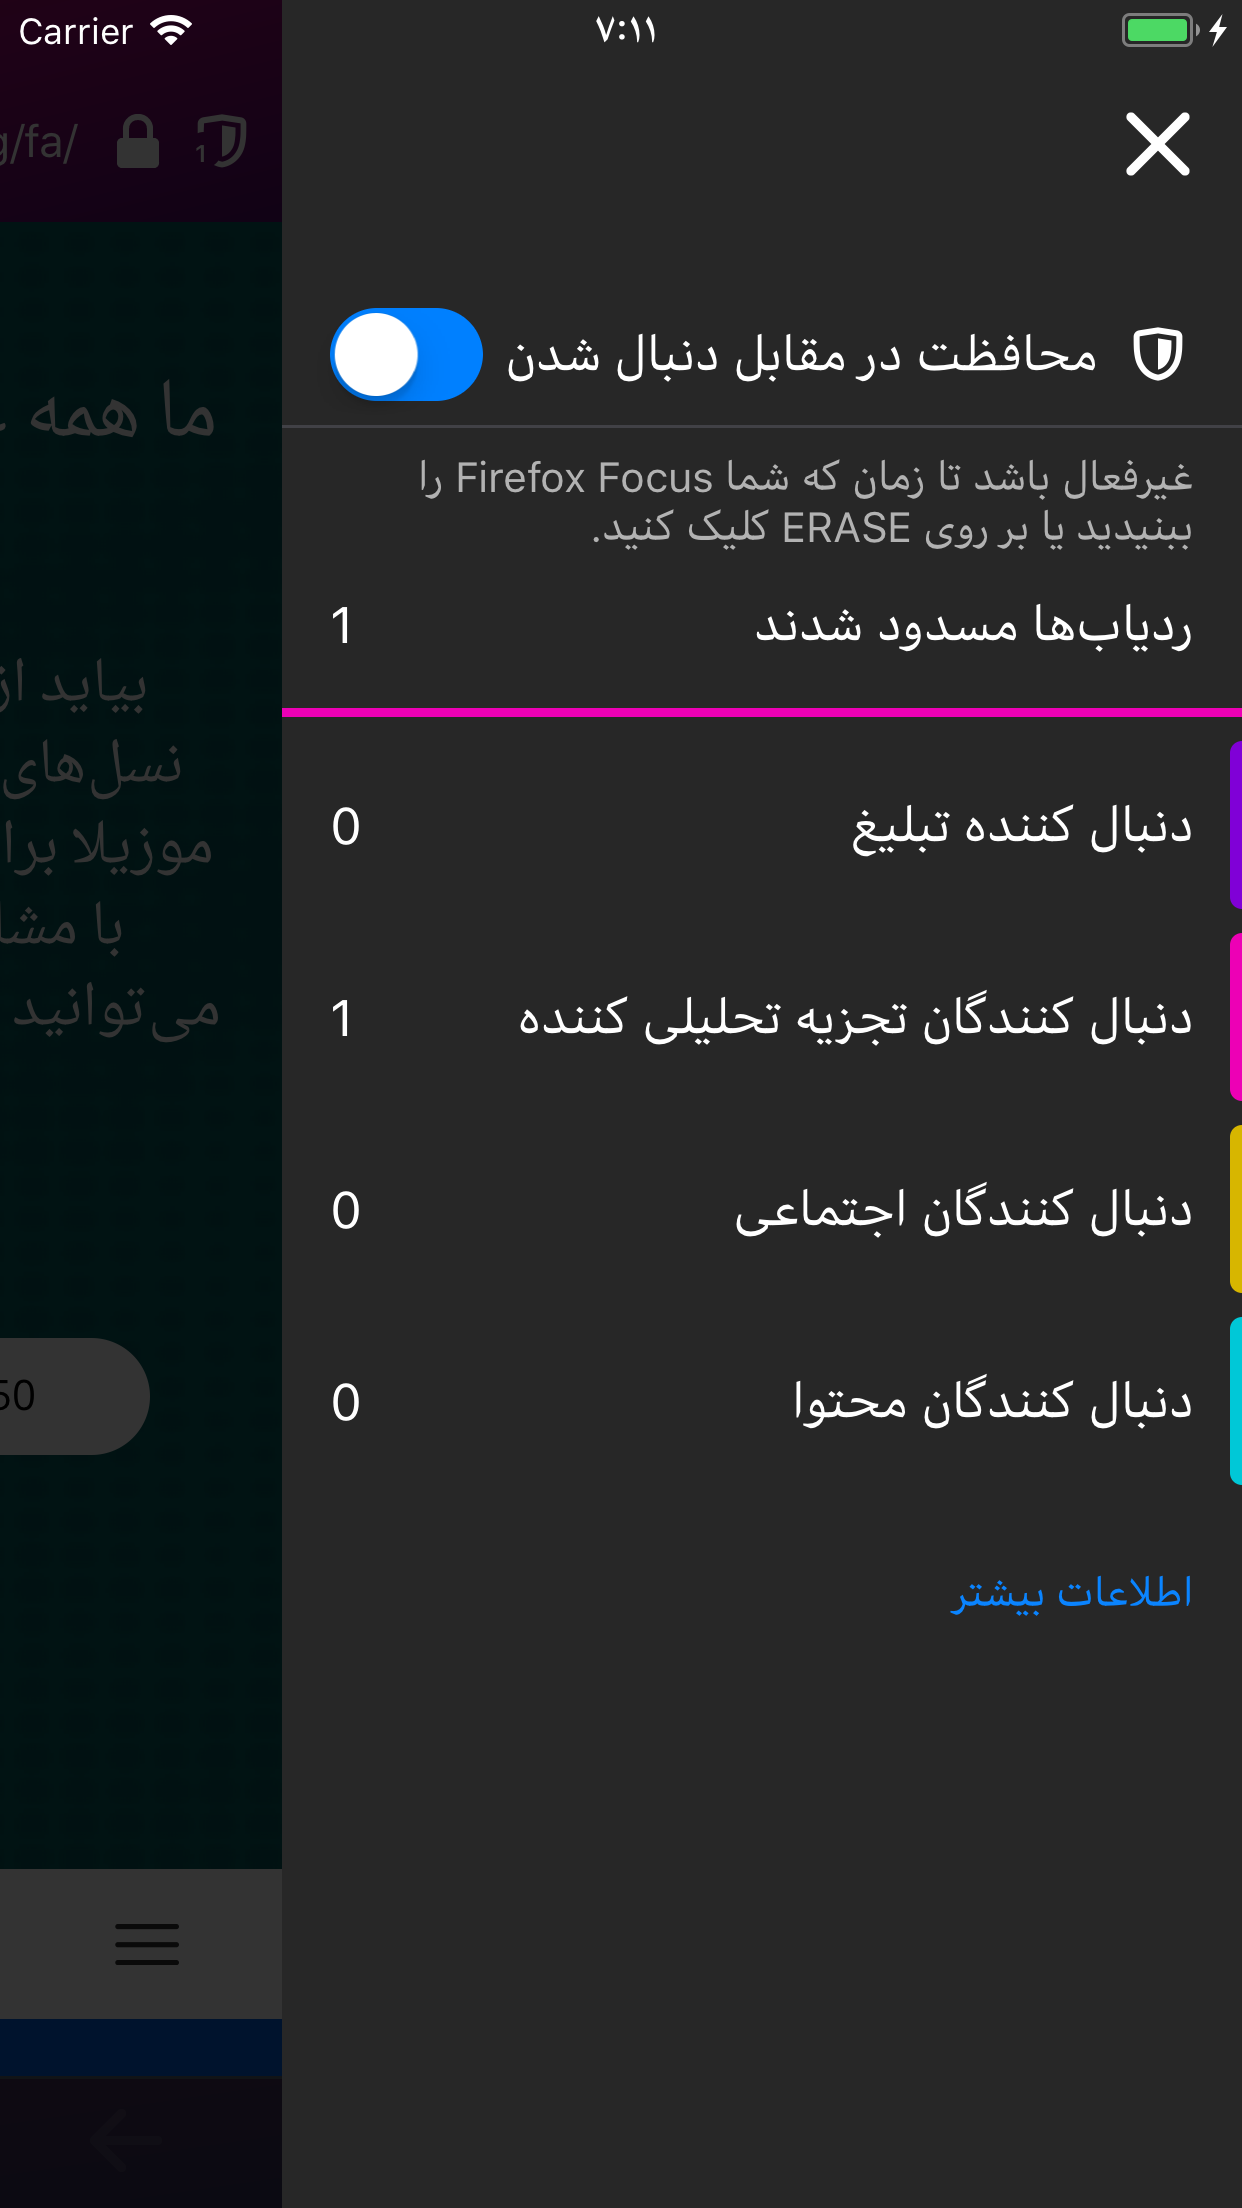 Carrier
۷:۱۱
/fa/
1
محافظت در مقابل دنبال شدن
غیرفعال باشد تا زمان که شما Firefox Focus را
ببنیدید یا بر روی ERASE کلیک کنید.
ردیاب‌ها مسدود شدند 1
دنبال کننده تبلیغ 0
دنبال کنندگان تجزیه تحلیلی کننده 1
دنبال کنندگان اجتماعی 0
دنبال کنندگان محتوا 0
اطلاعات بیشتر
ما همه
بیاید از
نسل‌های
موزیلا برا
با مشا
می‌توانید
50